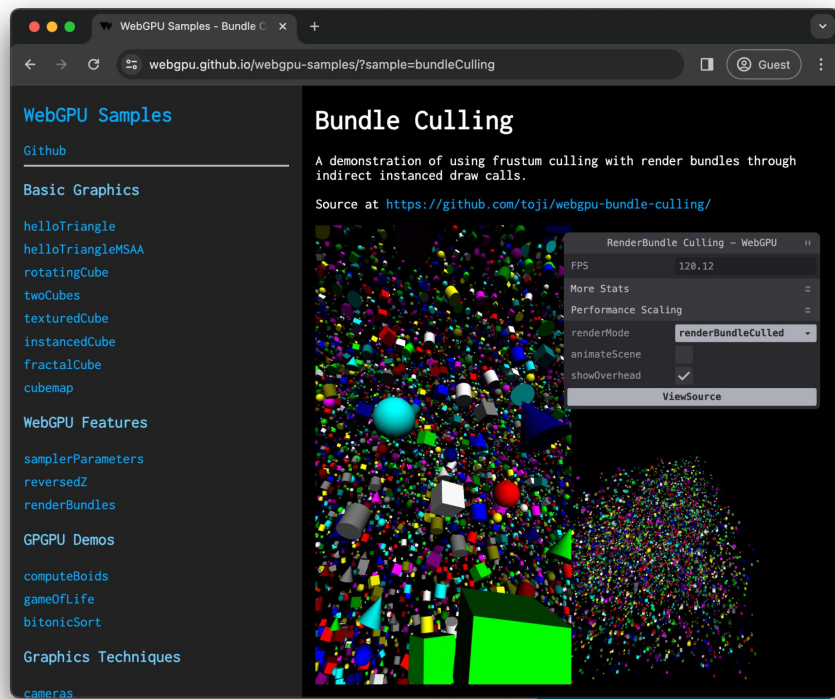 WebGPU Samples - Bundle C
webgpu.github.io/webgpu-samples/?sample=bundleCulling
Guest
WebGPU Samples
Github
Basic Graphics
helloTriangle
helloTriangleMSAA
rotatingCube
twoCubes
texturedCube
instancedCube
fractalCube
cubemap
WebGPU Features
samplerParameters
reversedZ
renderBundles
GPGPU Demos
computeBoids
gameOfLife
bitonicSort
Graphics Techniques
cameras
Bundle Culling
A demonstration of using frustum culling with render bundles through
indirect instanced draw calls.
Source at https://github.com/toji/webgpu-bundle-culling/
RenderBundle Culling – WebGPU
FPS 120.12
More Stats
Performance Scaling
renderMode renderBundleCulled
animateScene
showOverhead
ViewSource